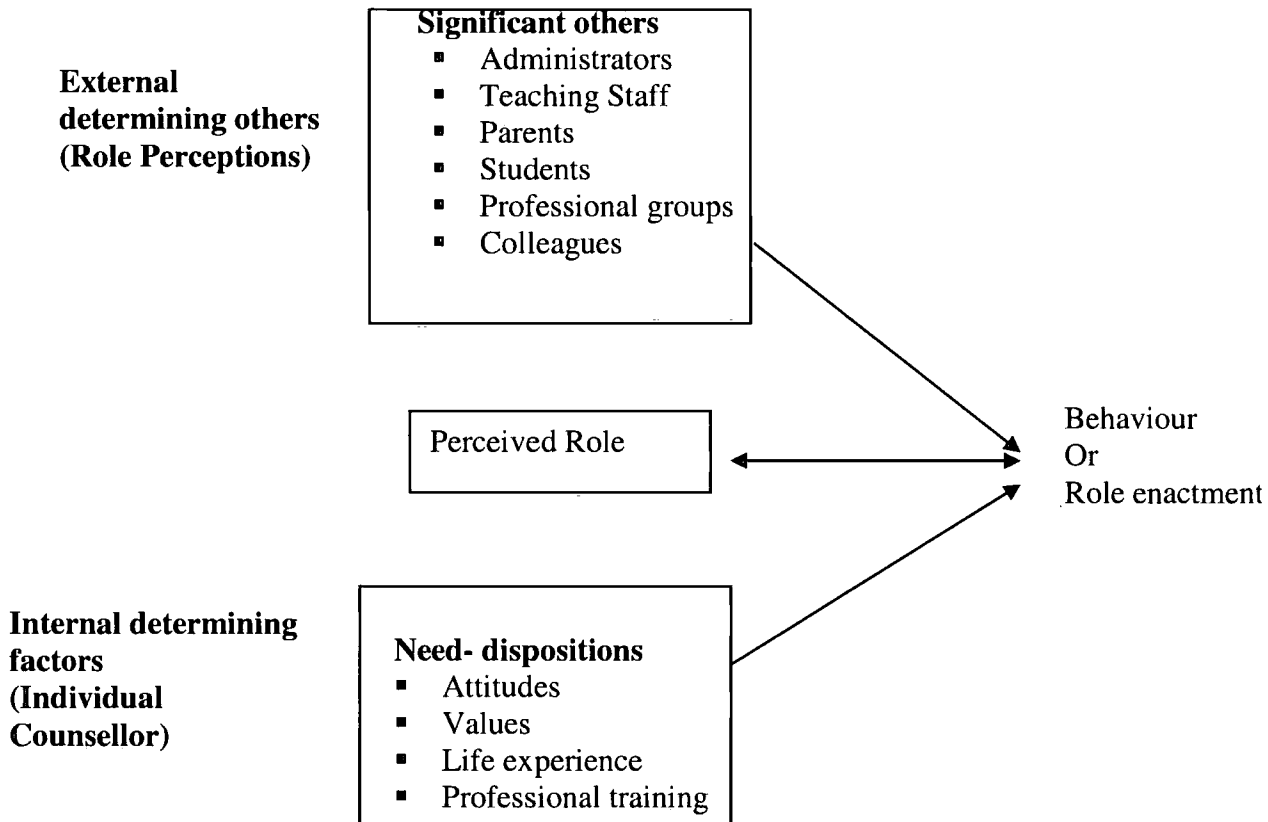 External
determining others
(Role Perceptions)
Significant others
▪ Administrators
▪ Teaching Staff
▪ Parents
▪ Students
▪ Professional groups
▪ Colleagues
Perceived Role
Behaviour
Or
Role enactment
Internal determining
factors
(Individual
Counsellor)
Need- dispositions
▪ Attitudes
▪ Values
▪ Life experience
▪ Professional training